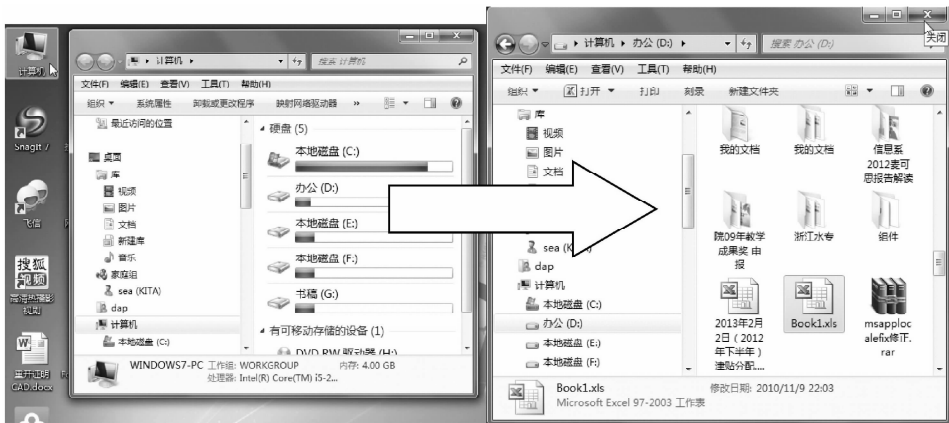 计算机
Snagit 7
飞信
搜狐
视频
高清热播影
视剧
CAD.docx
计算机
搜索 计算机
文件(F) 编辑(E) 查看(V) 工具(T) 帮助(H)
组织 系统属性 卸载或更改程序 映射网络驱动器 »
最近访问的位置
桌面
库
视频
图片
文档
新建库
音乐
家庭组
sea (KITA)
dap
计算机
本地磁盘 (C:)
硬盘 (5)
本地磁盘 (C:)
办公 (D:)
本地磁盘 (E:)
本地磁盘 (F:)
书稿 (G:)
有可移动存储的设备 (1)
DVD RW 驱动器 (H:)
WINDOWS7-PC 工作组: WORKGROUP 内存: 4.00 GB
处理器: Intel(R) Core(TM) i5-2...
关闭
计算机 办公 (D:)
搜索 办公 (D:)
文件(F) 编辑(E) 查看(V) 工具(T) 帮助(H)
组织 打开 打印 刻录 新建文件夹
库
视频
图片
文档
sea (KITA)
dap
计算机
本地磁盘 (C:)
办公 (D:)
本地磁盘 (E:)
本地磁盘 (F:)
我的文档
我的文档
信息系
2012麦可
思报告解读
院09年教学
成果奖 申
报
浙江水专
组件
2013年2月
2日（2012
年下半年）
津贴分配....
Book1.xls
msapploc
alefix修正.
rar
Book1.xls 修改日期: 2010/11/9 22:03
Microsoft Excel 97-2003 工作表